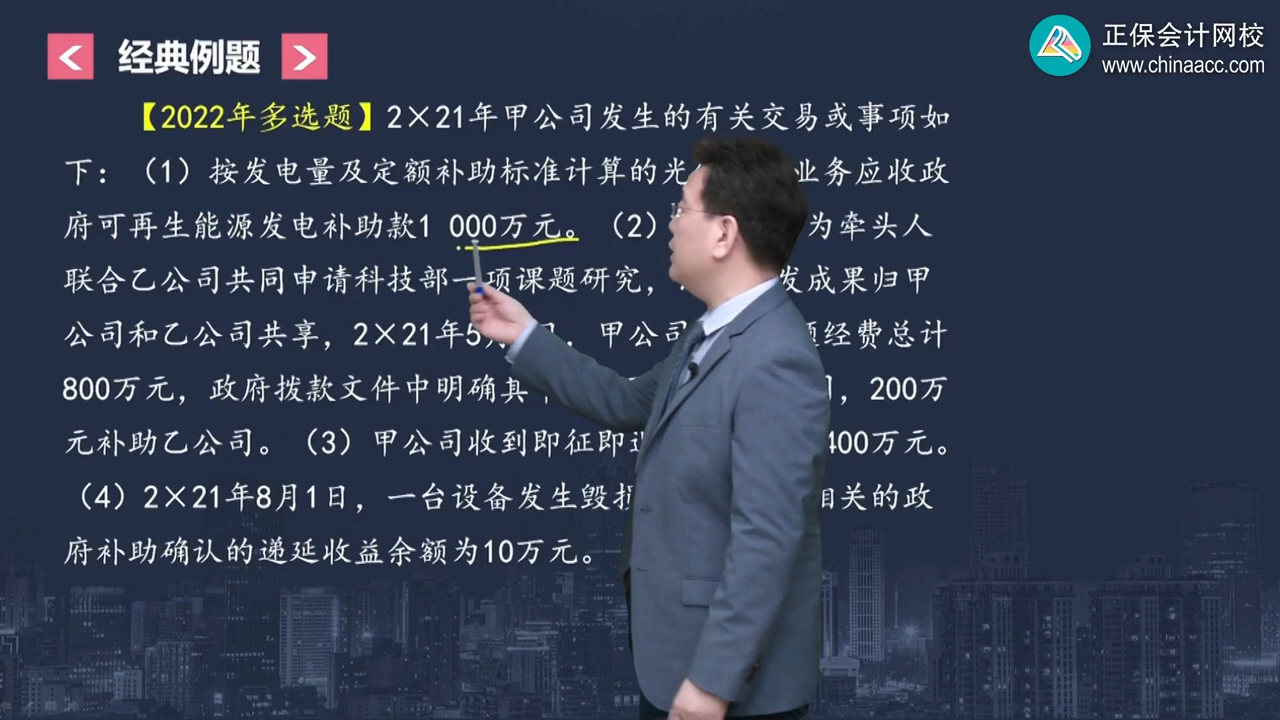 经典例题
正保会计网校
www.chinaacc.com
【2022年多选题】2×21年甲公司发生的有关交易或事项如
下：（1）按发电量及定额补助标准计算的光 业务应收政
府可再生能源发电补助款1 000万元。（2） 为牵头人
联合乙公司共同申请科技部一项课题研究， 发成果归甲
公司和乙公司共享，2×21年5月 日，甲公司 经费总计
800万元，政府拨款文件中明确其中 ，200万
元补助乙公司。（3）甲公司收到即征即退 400万元。
（4）2×21年8月1日，一台设备发生毁损 相关的政
府补助确认的递延收益余额为10万元。